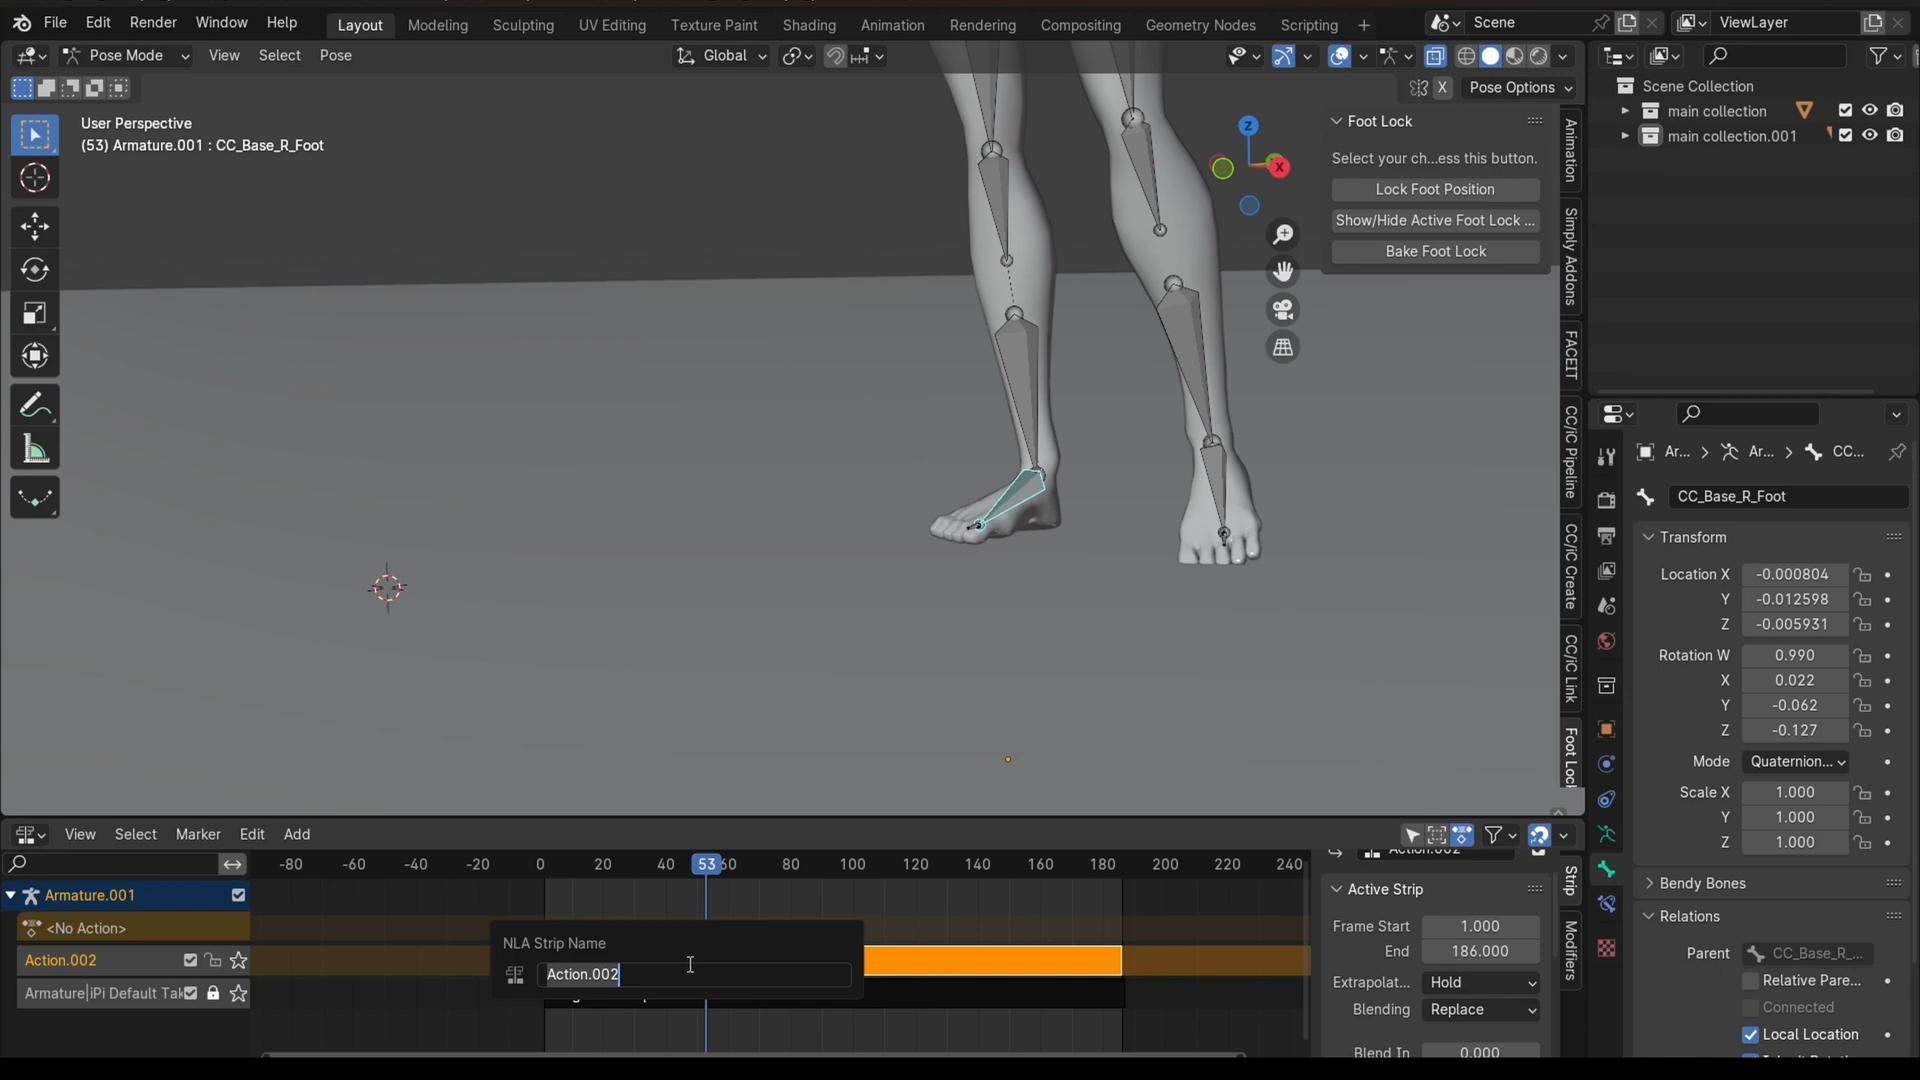 File Edit Render Window Help Layout Modeling Sculpting UV Editing Texture Paint Shading Animation Rendering Compositing Geometry Nodes Scripting + Scene ViewLayer
Pose Mode View Select Pose Global
X Pose Options
User Perspective
(53) Armature.001 : CC_Base_R_Foot
Z
X
Foot Lock
Select your ch...ess this button.
Lock Foot Position
Show/Hide Active Foot Lock ...
Bake Foot Lock
Animation
Simply Addons
FACEIT
CC/iC Pipeline
CC/iC Create
CC/iC Link
Scene Collection
main collection
main collection.001
Ar... > Ar... > CC...
CC_Base_R_Foot
Transform
Location X -0.000804
Y -0.012598
Z -0.005931
Rotation W 0.990
X 0.022
Y -0.062
Z -0.127
Mode Quaternion...
Scale X 1.000
Y 1.000
Z 1.000
Bendy Bones
Relations
Parent CC_Base_R_...
Relative Pare...
Connected
Local Location
View Select Marker Edit Add
-80 -60 -40 -20 0 20 40 53 60 80 100 120 140 160 180 200 220 240
Armature.001
<No Action>
Action.002
Armature|iPi Default Tak
NLA Strip Name
Action.002
Action.002
Active Strip
Frame Start 1.000
End 186.000
Extrapolat... Hold
Blending Replace
Blend In 0.000
Strip
Modifiers